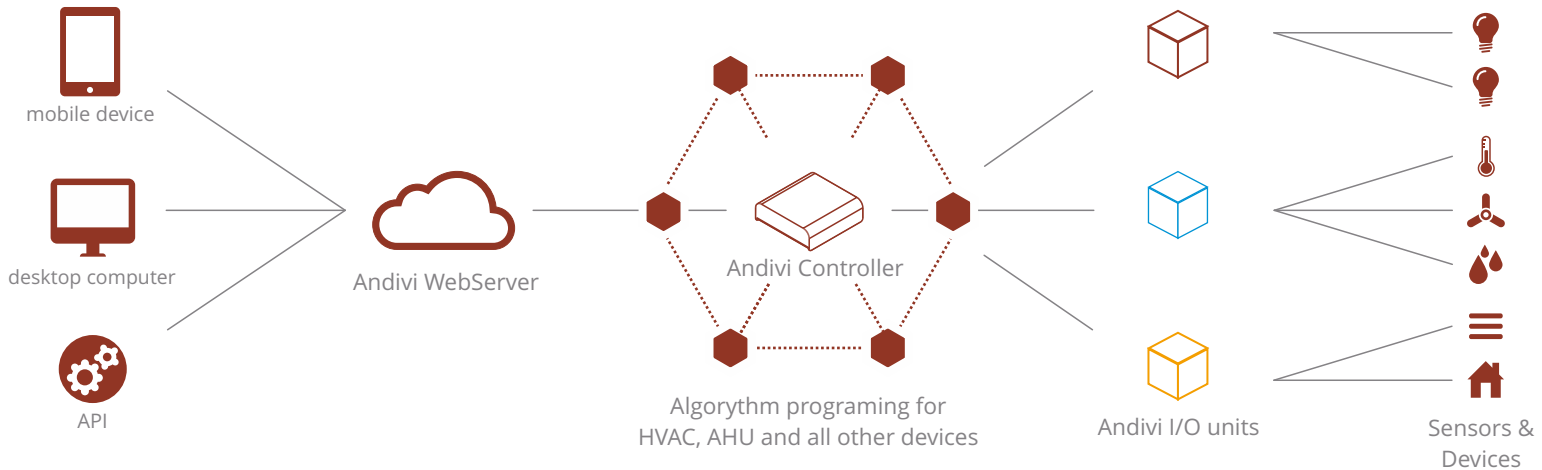 mobile device
desktop computer
API
Andivi WebServer
Andivi Controller
Algorythm programing for
HVAC, AHU and all other devices
Andivi I/O units
Sensors &
Devices